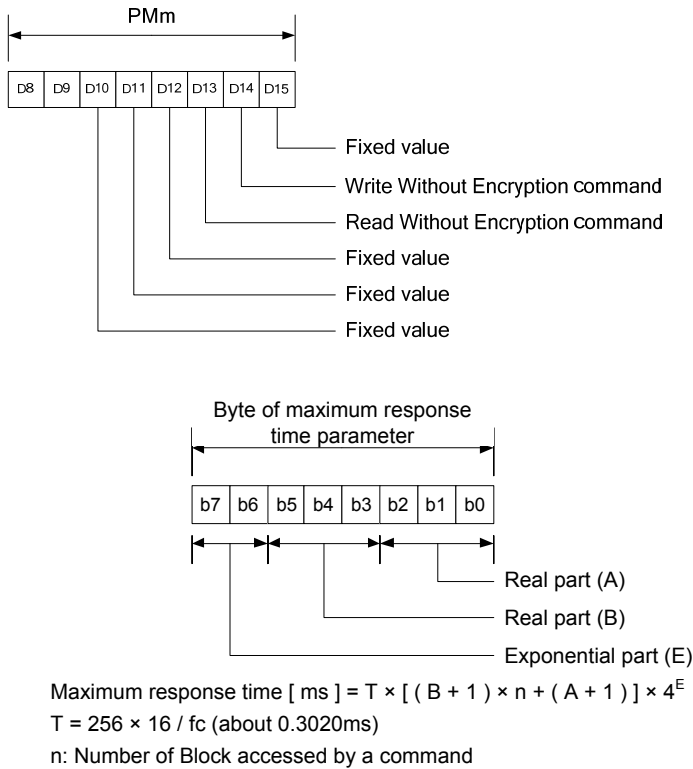 PMm
D8 D9 D10 D11 D12 D13 D14 D15
Fixed value
Write Without Encryption command
Read Without Encryption command
Fixed value
Fixed value
Fixed value
Byte of maximum response
time parameter
b7 b6 b5 b4 b3 b2 b1 b0
Real part (A)
Real part (B)
Exponential part (E)
Maximum response time [ ms ] = T × [ ( B + 1 ) × n + ( A + 1 ) ] × 4^E
T = 256 × 16 / fc (about 0.3020ms)
n: Number of Block accessed by a command